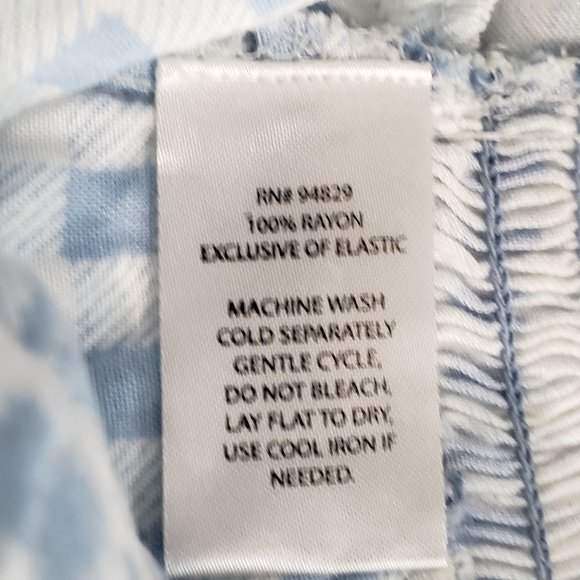 RN# 94829
100% RAYON
EXCLUSIVE OF ELASTIC
MACHINE WASH
COLD SEPARATELY
GENTLE CYCLE,
DO NOT BLEACH,
LAY FLAT TO DRY,
USE COOL IRON IF
NEEDED.